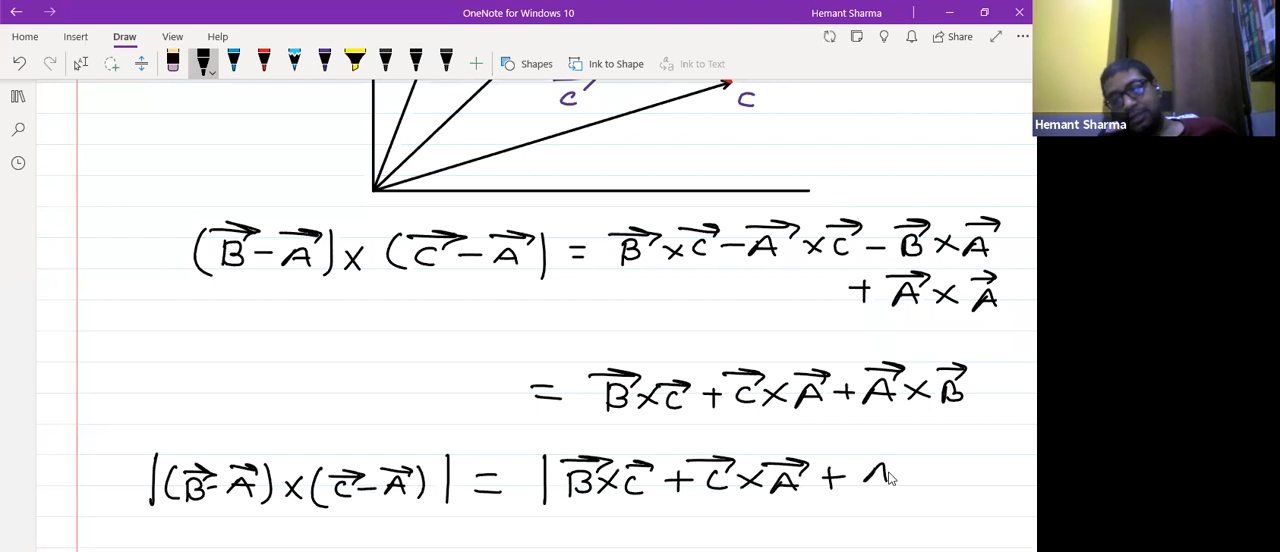 OneNote for Windows 10
Hemant Sharma
Home Insert Draw View Help
Share
Shapes Ink to Shape Ink to Text
Hemant Sharma
C' C
(B⃗ - A⃗) × (C⃗ - A⃗) = B⃗ × C⃗ - A⃗ × C⃗ - B⃗ × A⃗
+ A⃗ × A⃗
= B⃗ × C⃗ + C⃗ × A⃗ + A⃗ × B⃗
|(B⃗ - A⃗) × (C⃗ - A⃗)| = |B⃗ × C⃗ + C⃗ × A⃗ + A